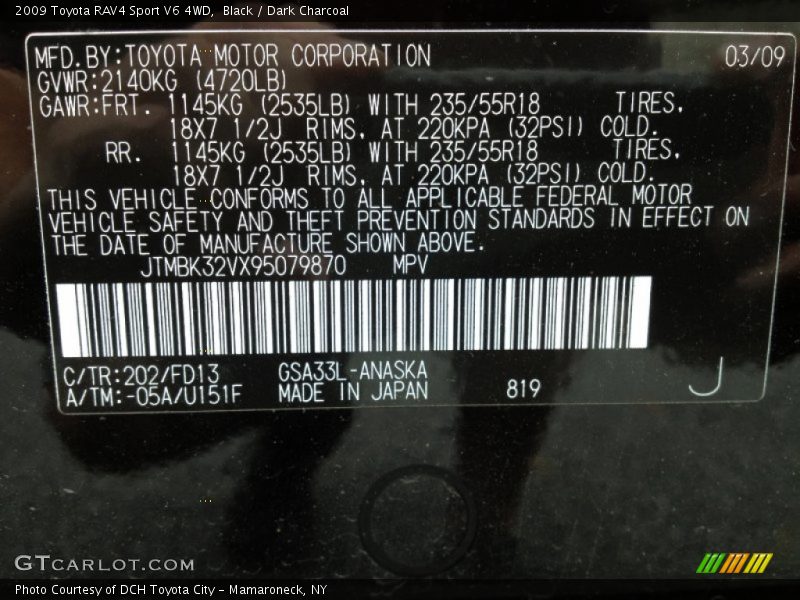 2009 Toyota RAV4 Sport V6 4WD,  Black / Dark Charcoal
MFD.BY:TOYOTA MOTOR CORPORATION 03/09
GVWR:2140KG (4720LB)
GAWR:FRT. 1145KG (2535LB) WITH 235/55R18 TIRES,
18X7 1/2J RIMS, AT 220KPA (32PSI) COLD.
RR. 1145KG (2535LB) WITH 235/55R18 TIRES,
18X7 1/2J RIMS, AT 220KPA (32PSI) COLD.
THIS VEHICLE CONFORMS TO ALL APPLICABLE FEDERAL MOTOR
VEHICLE SAFETY AND THEFT PREVENTION STANDARDS IN EFFECT ON
THE DATE OF MANUFACTURE SHOWN ABOVE.
JTMBK32VX95079870 MPV
C/TR:202/FD13 GSA33L-ANASKA
A/TM:-05A/U151F MADE IN JAPAN 819 J
GTCARLOT.COM
Photo Courtesy of DCH Toyota City – Mamaroneck, NY